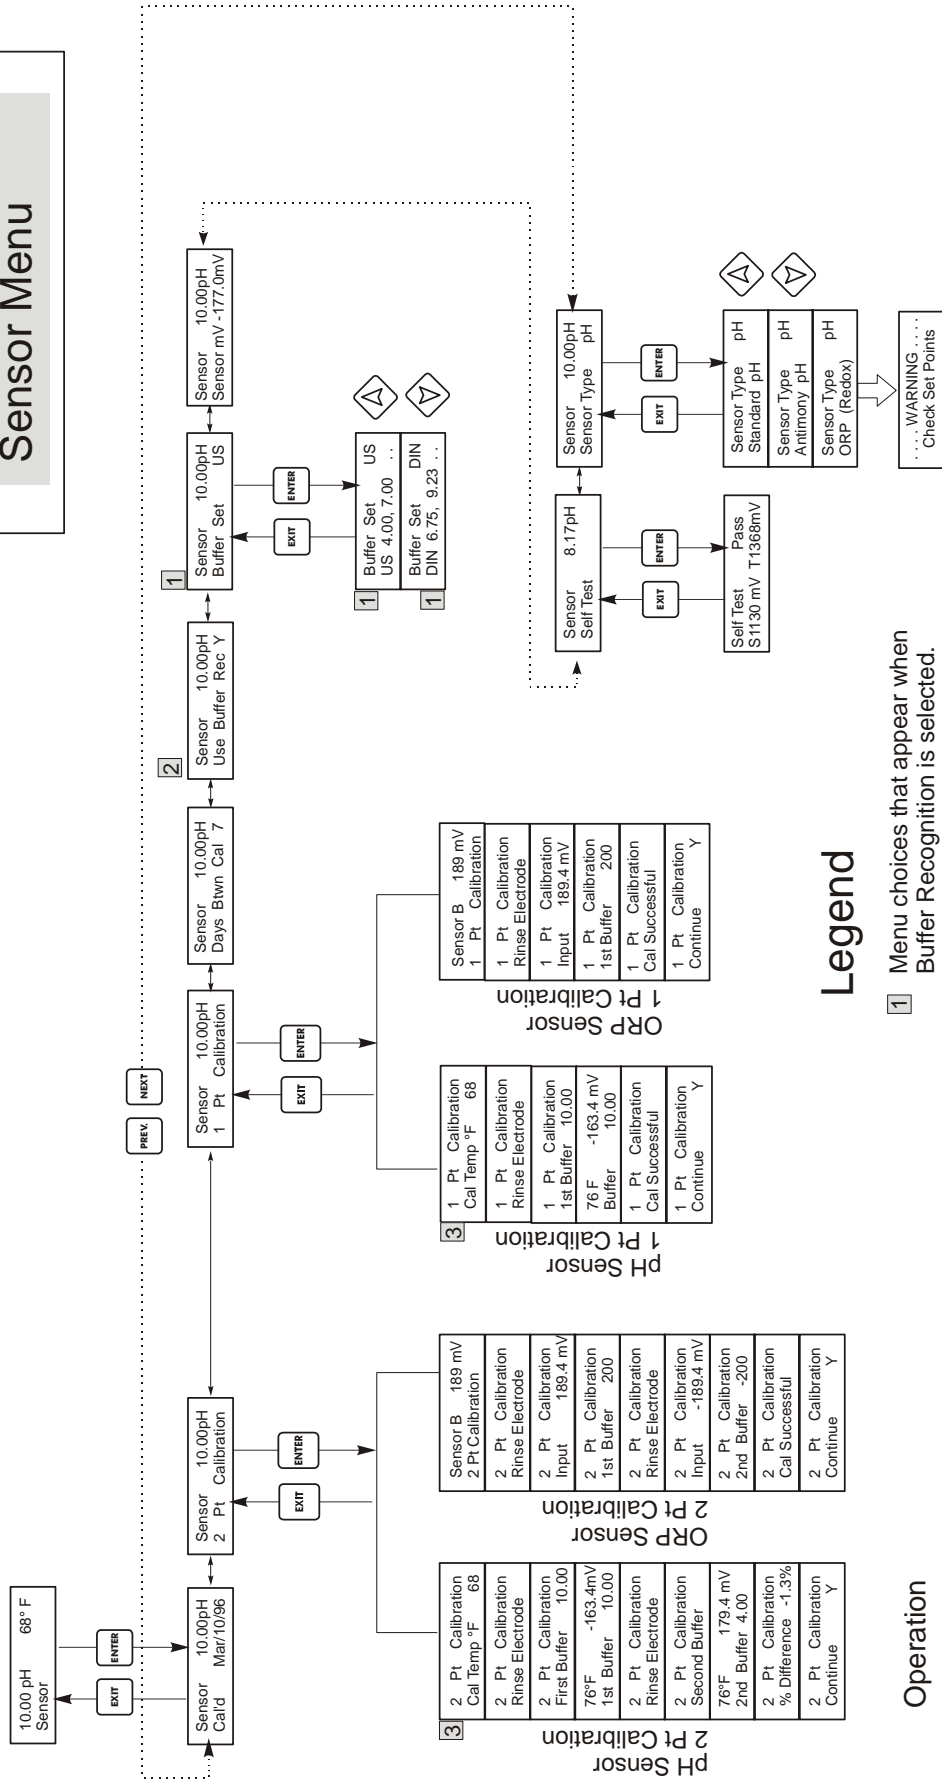 Sensor Menu
10.00 pH 68° F
Sensor
EXIT
ENTER
PREV.
NEXT
Sensor 10.00pH
Cal'd Mar/10/96
Sensor 10.00pH
2 Pt Calibration
EXIT
ENTER
Sensor 10.00pH
1 Pt Calibration
EXIT
ENTER
Sensor 10.00pH
Days Btwn Cal 7
2
Sensor 10.00pH
Use Buffer Rec Y
1
Sensor 10.00pH
Buffer Set US
EXIT
ENTER
Sensor 10.00pH
Sensor mV -177.0mV
1
Buffer Set US
US 4.00, 7.00 . .
1
Buffer Set DIN
DIN 6.75, 9.23 . .
pH Sensor
2 Pt Calibration
3
2 Pt Calibration
Cal Temp °F 68
2 Pt Calibration
Rinse Electrode
2 Pt Calibration
First Buffer 10.00
76°F -163.4mV
1st Buffer 10.00
2 Pt Calibration
Rinse Electrode
2 Pt Calibration
Second Buffer
76°F 179.4 mV
2nd Buffer 4.00
2 Pt Calibration
% Difference -1.3%
2 Pt Calibration
Continue Y
ORP Sensor
2 Pt Calibration
Sensor B 189 mV
2 Pt Calibration
2 Pt Calibration
Rinse Electrode
2 Pt Calibration
Input 189.4 mV
2 Pt Calibration
1st Buffer 200
2 Pt Calibration
Rinse Electrode
2 Pt Calibration
Input -189.4 mV
2 Pt Calibration
2nd Buffer -200
2 Pt Calibration
Cal Successful
2 Pt Calibration
Continue Y
pH Sensor
1 Pt Calibration
3
1 Pt Calibration
Cal Temp °F 68
1 Pt Calibration
Rinse Electrode
1 Pt Calibration
1st Buffer 10.00
76 F -163.4 mV
Buffer 10.00
1 Pt Calibration
Cal Successful
1 Pt Calibration
Continue Y
ORP Sensor
1 Pt Calibration
Sensor B 189 mV
1 Pt Calibration
1 Pt Calibration
Rinse Electrode
1 Pt Calibration
Input 189.4 mV
1 Pt Calibration
1st Buffer 200
1 Pt Calibration
Cal Successful
1 Pt Calibration
Continue Y
Sensor 8.17pH
Self Test
EXIT
ENTER
Self Test Pass
S1130 mV T1368mV
Sensor 10.00pH
Sensor Type pH
EXIT
ENTER
Sensor Type pH
Standard pH
Sensor Type pH
Antimony pH
Sensor Type pH
ORP (Redox)
. . . . WARNING . . . .
Check Set Points
Legend
1 Menu choices that appear when
Buffer Recognition is selected.
Operation